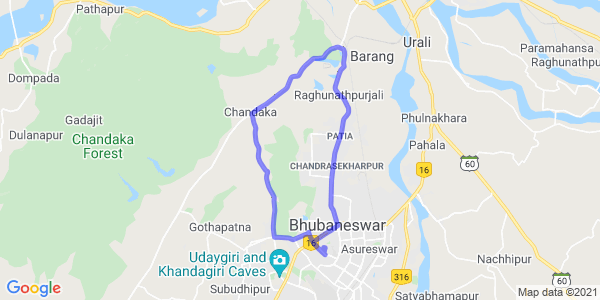 Pathapur
Urali
Paramahansa
Raghunathpu
Barang
Dompada
Raghunathpurjali
Gadajit
Chandaka
Phulnakhara
Dulanapur
Chandaka
Forest
PATIA
Pahala
60
CHANDRASEKHARPUR
16
Gothapatna
Bhubaneswar
16
Asureswar
Udaygiri and
Khandagiri Caves
Nachhipur
316
60
Subudhipur
Satyabhamapur
Google
Map data ©2021